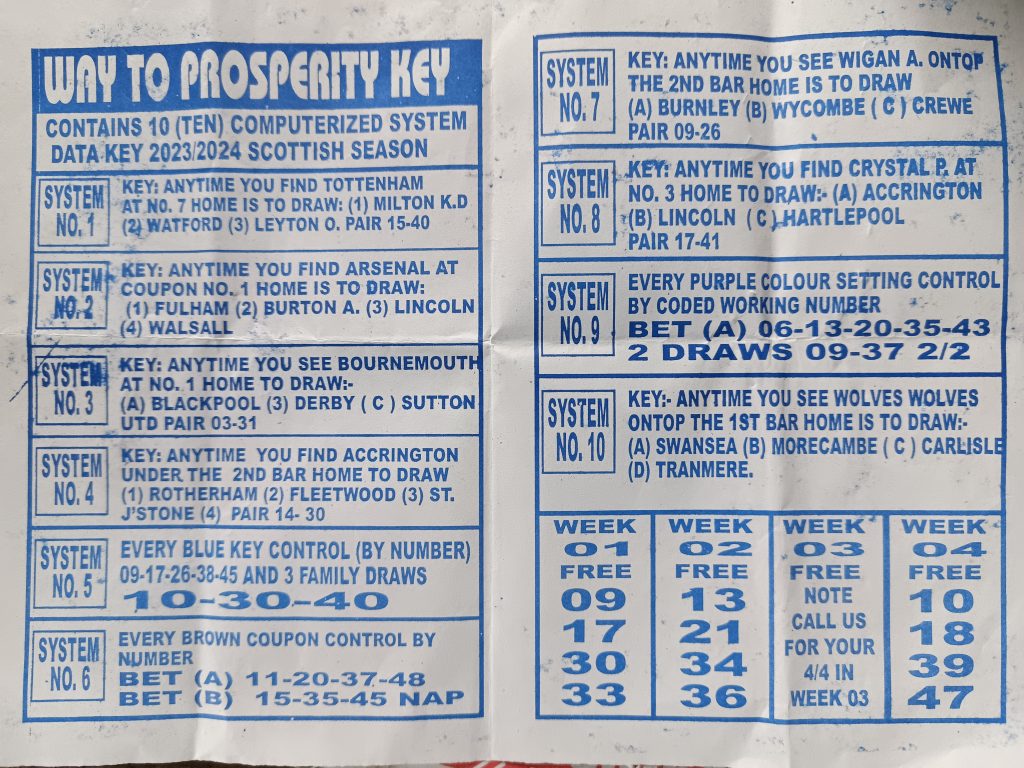 WAY TO PROSPERITY KEY
CONTAINS 10 (TEN) COMPUTERIZED SYSTEM
DATA KEY 2023/2024 SCOTTISH SEASON
SYSTEM
NO. 1
KEY: ANYTIME YOU FIND TOTTENHAM
AT NO. 7 HOME IS TO DRAW: (1) MILTON K.D
(2) WATFORD (3) LEYTON O. PAIR 15-40
SYSTEM
NO. 2
KEY: ANYTIME YOU FIND ARSENAL AT
COUPON NO. 1 HOME IS TO DRAW:
(1) FULHAM (2) BURTON A. (3) LINCOLN
(4) WALSALL
SYSTEM
NO. 3
KEY: ANYTIME YOU SEE BOURNEMOUTH
AT NO. 1 HOME TO DRAW:-
(A) BLACKPOOL (3) DERBY ( C ) SUTTON
UTD PAIR 03-31
SYSTEM
NO. 4
KEY: ANYTIME YOU FIND ACCRINGTON
UNDER THE 2ND BAR HOME TO DRAW
(1) ROTHERHAM (2) FLEETWOOD (3) ST.
J'STONE (4) PAIR 14- 30
SYSTEM
NO. 5
EVERY BLUE KEY CONTROL (BY NUMBER)
09-17-26-38-45 AND 3 FAMILY DRAWS
10-30-40
SYSTEM
NO. 6
EVERY BROWN COUPON CONTROL BY
NUMBER
BET (A) 11-20-37-48
BET (B) 15-35-45 NAP
SYSTEM
NO. 7
KEY: ANYTIME YOU SEE WIGAN A. ONTOP
THE 2ND BAR HOME IS TO DRAW
(A) BURNLEY (B) WYCOMBE ( C ) CREWE
PAIR 09-26
SYSTEM
NO. 8
KEY: ANYTIME YOU FIND CRYSTAL P. AT
NO. 3 HOME TO DRAW:- (A) ACCRINGTON
(B) LINCOLN ( C ) HARTLEPOOL
PAIR 17-41
SYSTEM
NO. 9
EVERY PURPLE COLOUR SETTING CONTROL
BY CODED WORKING NUMBER
BET (A) 06-13-20-35-43
2 DRAWS 09-37 2/2
SYSTEM
NO. 10
KEY:- ANYTIME YOU SEE WOLVES WOLVES
ONTOP THE 1ST BAR HOME IS TO DRAW:-
(A) SWANSEA (B) MORECAMBE ( C ) CARLISLE
(D) TRANMERE.
WEEK
01
FREE
09
17
30
33
WEEK
02
FREE
13
21
34
36
WEEK
03
FREE
NOTE
CALL US
FOR YOUR
4/4 IN
WEEK 03
WEEK
04
FREE
10
18
39
47